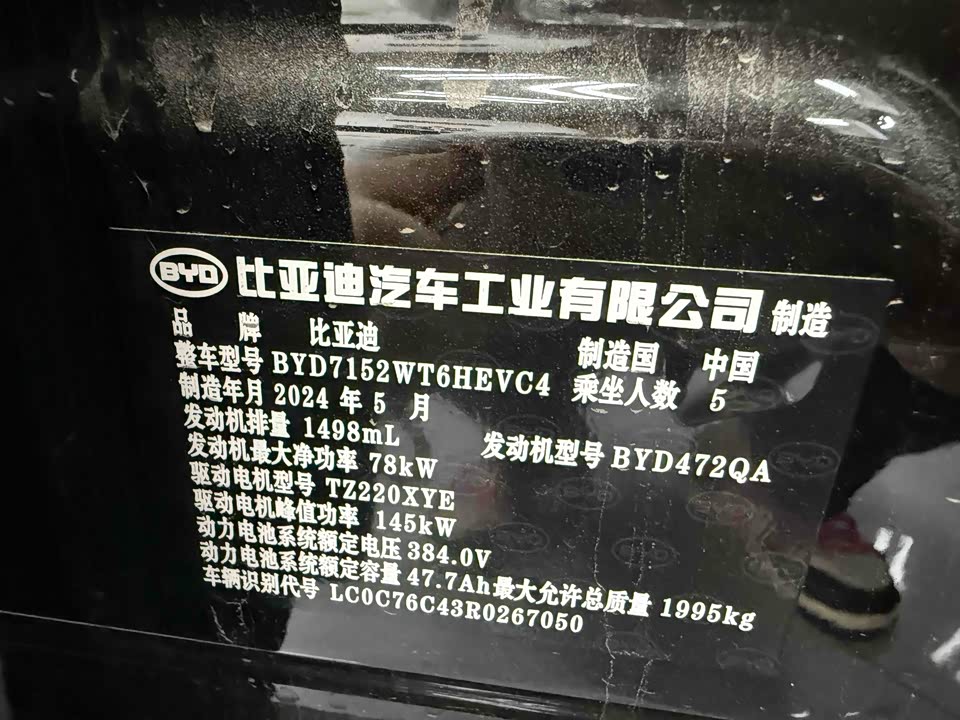 BYD 比亚迪汽车工业有限公司 制造
品 牌 比亚迪 制造国 中国
整车型号 BYD7152WT6HEVC4 乘坐人数 5
制造年月 2024 年 5 月
发动机排量 1498mL 发动机型号 BYD472QA
发动机最大净功率 78kW
驱动电机型号 TZ220XYE
驱动电机峰值功率 145kW
动力电池系统额定电压 384.0V
动力电池系统额定容量 47.7Ah 最大允许总质量 1995kg
车辆识别代号 LC0C76C43R0267050